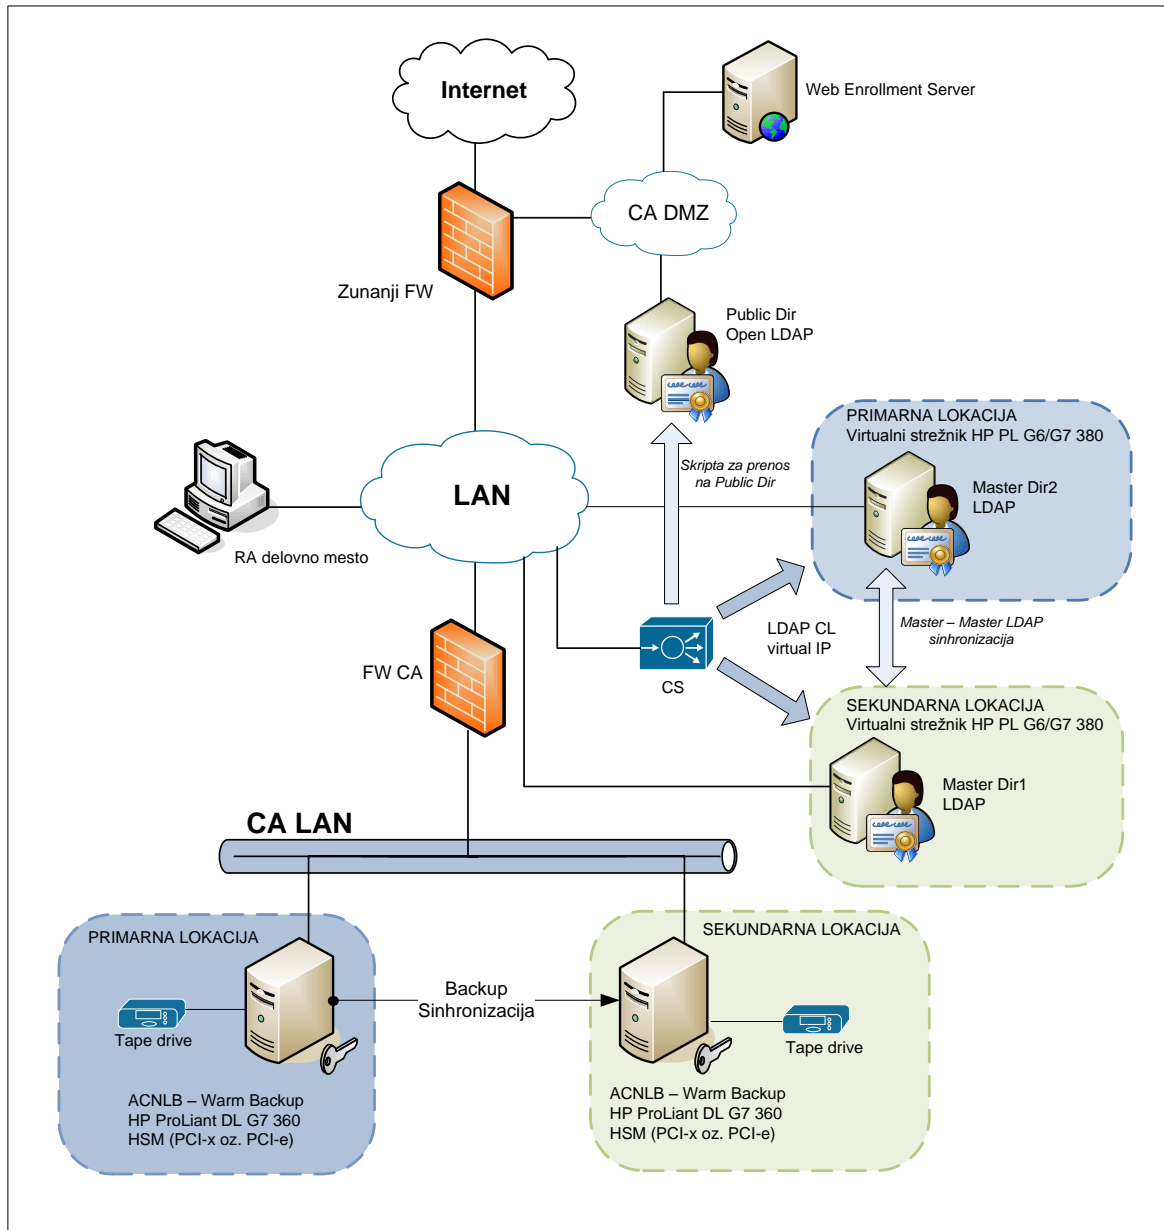 Internet
Web Enrollment Server
CA DMZ
Zunanji FW
Public Dir
Open LDAP
PRIMARNA LOKACIJA
Virtualni strežnik HP PL G6/G7 380
Skripta za prenos
na Public Dir
Master Dir2
LDAP
LAN
RA delovno mesto
LDAP CL
virtual IP
Master – Master LDAP
sinhronizacija
FW CA
CS
SEKUNDARNA LOKACIJA
Virtualni strežnik HP PL G6/G7 380
Master Dir1
LDAP
CA LAN
PRIMARNA LOKACIJA
SEKUNDARNA LOKACIJA
Backup
Sinhronizacija
Tape drive
Tape drive
ACNLB – Warm Backup
HP ProLiant DL G7 360
HSM (PCI-x oz. PCI-e)
ACNLB – Warm Backup
HP ProLiant DL G7 360
HSM (PCI-x oz. PCI-e)